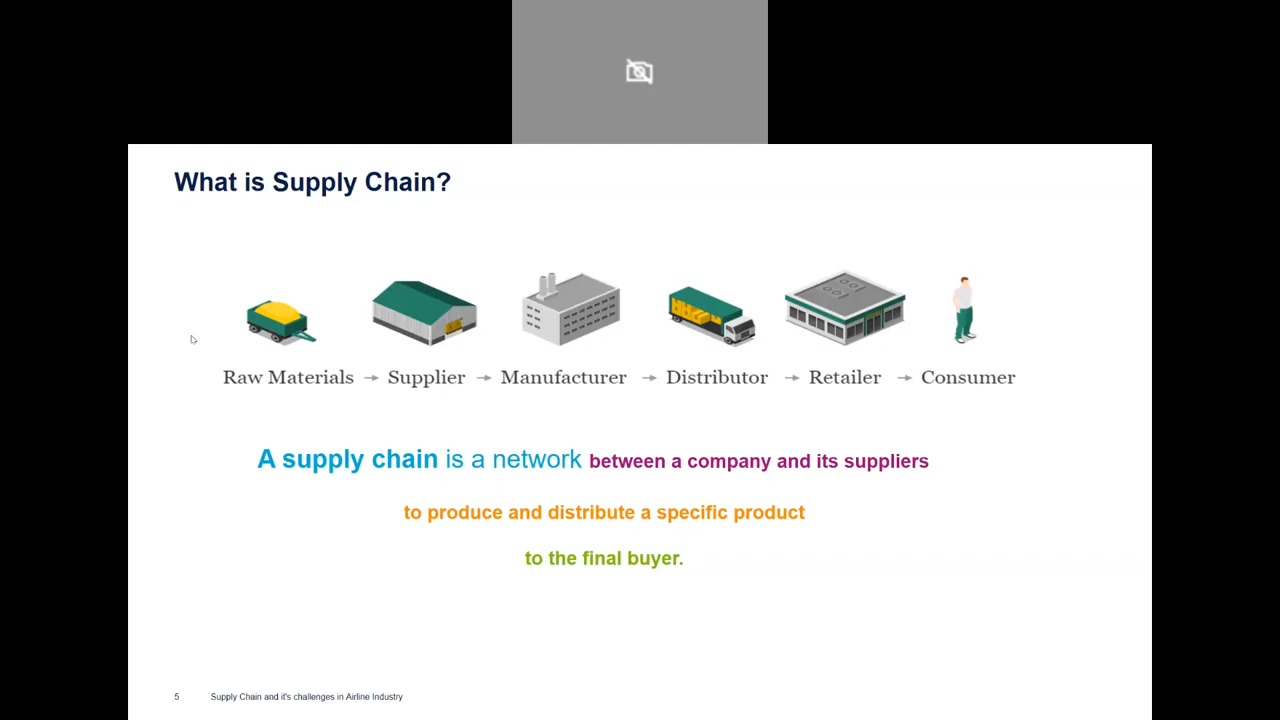 What is Supply Chain?
Raw Materials → Supplier → Manufacturer → Distributor → Retailer → Consumer
A supply chain is a network between a company and its suppliers
to produce and distribute a specific product
to the final buyer.
5 Supply Chain and it's challenges in Airline Industry